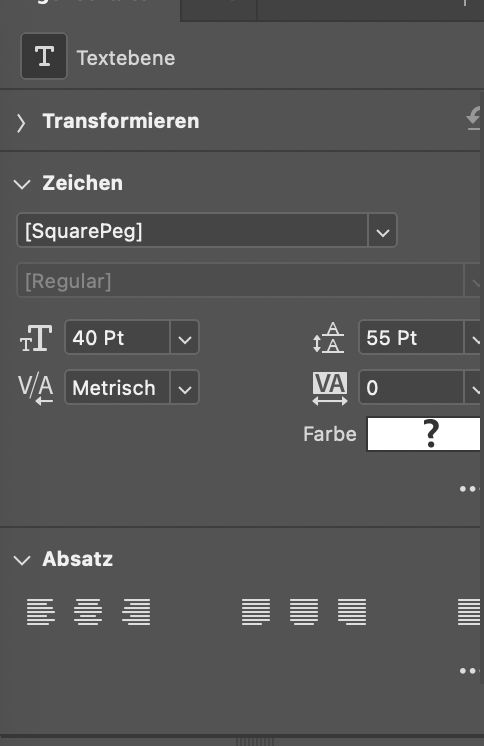 T Textebene
Transformieren
Zeichen
[SquarePeg]
[Regular]
40 Pt
55 Pt
Metrisch
0
Farbe ?
Absatz